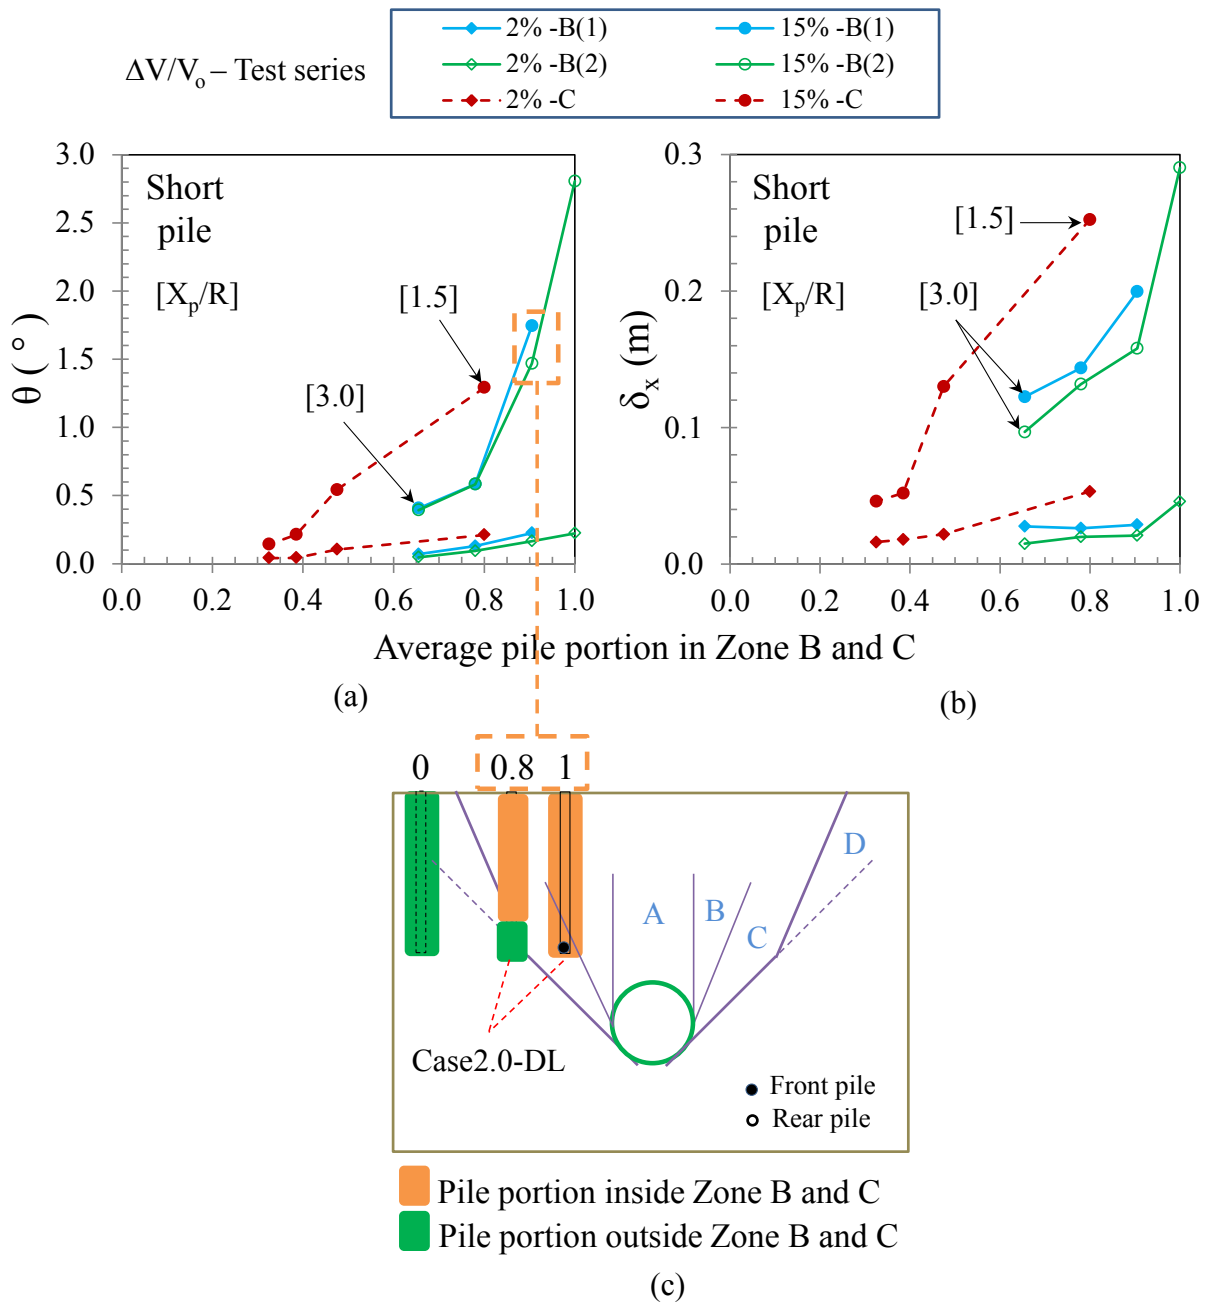 ΔV/Vo – Test series
2% -B(1)
15% -B(1)
2% -B(2)
15% -B(2)
2% -C
15% -C
3.0
2.5
2.0
1.5
1.0
0.5
0.0
θ ( ° )
Short
pile
[Xp/R]
[1.5]
[3.0]
0.0
0.2
0.4
0.6
0.8
1.0
0.3
0.2
0.1
0.0
δx (m)
Short
pile
[Xp/R]
[1.5]
[3.0]
0.0
0.2
0.4
0.6
0.8
1.0
Average pile portion in Zone B and C
(a)
(b)
0
0.8
1
A
B
C
D
Case2.0-DL
Front pile
Rear pile
Pile portion inside Zone B and C
Pile portion outside Zone B and C
(c)